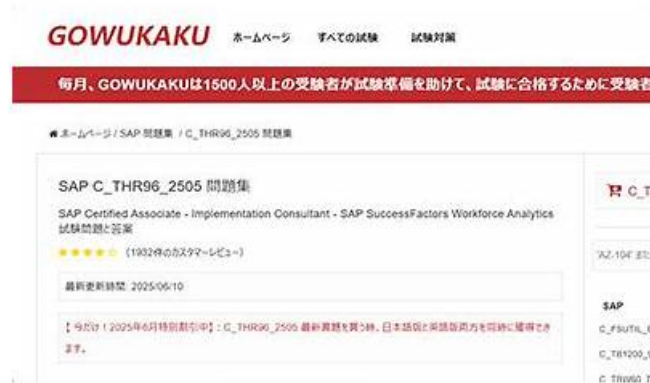 GOWUKAKU
ホームページ すべての試験 試験対策
毎月、GOWUKAKUは1500人以上の受験者が試験準備を助けて、試験に合格するために受験者
ホームページ / SAP 問題集 / C_THR96_2505 問題集
SAP C_THR96_2505 問題集
SAP Certified Associate - Implementation Consultant - SAP SuccessFactors Workforce Analytics
試験問題と答案
(1932件のカスタマーレビュー)
最新更新時間: 2025/06/10
【 今だけ！2025年6月特別割引中】: C_THR96_2505 最新真題を買う時、日本語版と英語版両方を同時に獲得でき
ます。
C_T
"AZ-104"
SAP
C_FSUTIL_
C_TB1200_
C_TRW60_